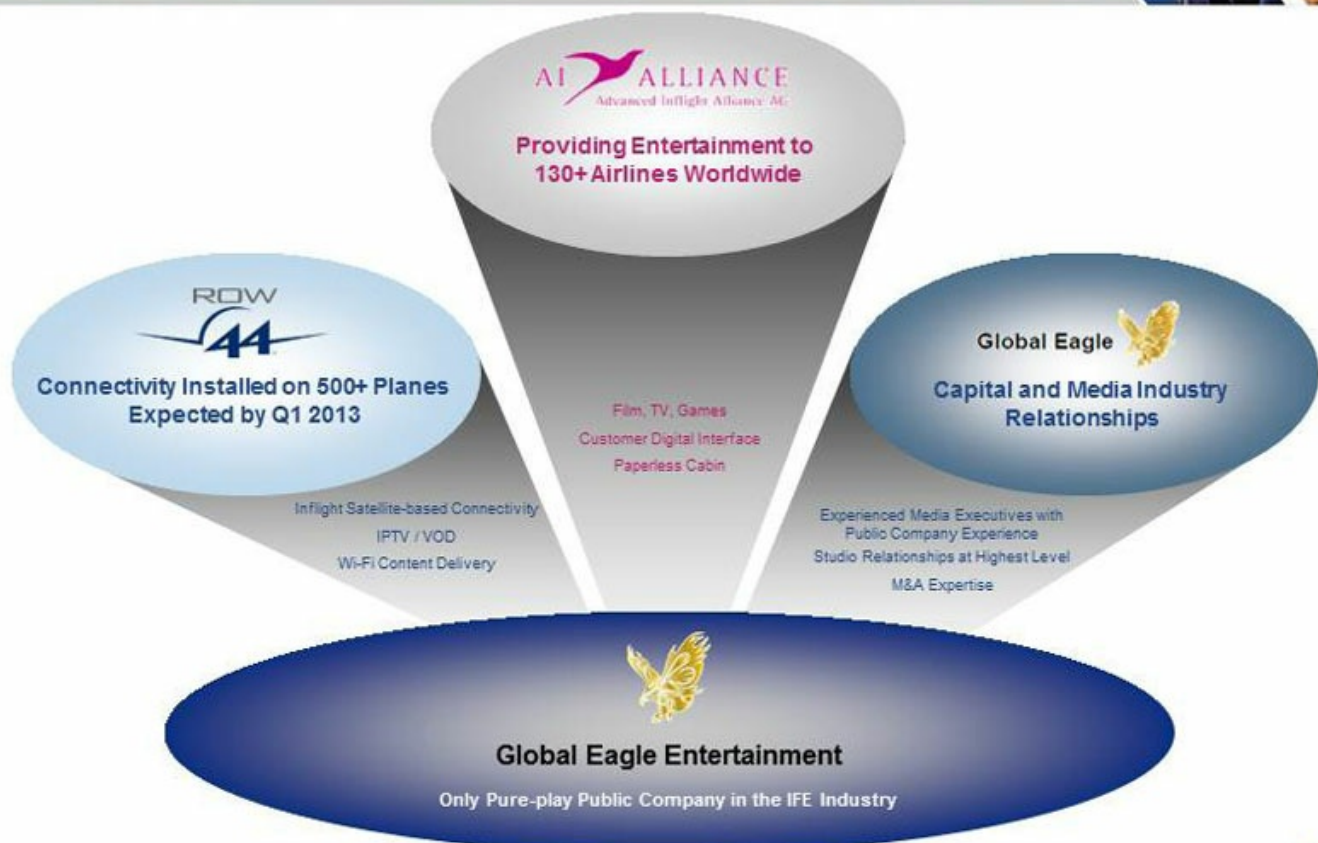 AI ALLIANCE
Advanced Inflight Alliance AG
Providing Entertainment to
130+ Airlines Worldwide
ROW
44
Connectivity Installed on 500+ Planes
Expected by Q1 2013
Global Eagle
Capital and Media Industry
Relationships
Film, TV, Games
Customer Digital Interface
Paperless Cabin
Inflight Satellite-based Connectivity
IPTV / VOD
Wi-Fi Content Delivery
Experienced Media Executives with
Public Company Experience
Studio Relationships at Highest Level
M&A Expertise
Global Eagle Entertainment
Only Pure-play Public Company in the IFE Industry